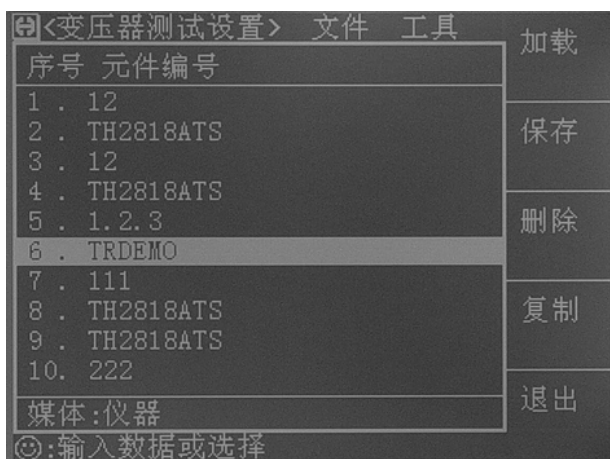 <变压器测试设置> 文件 工具
序号 元件编号
1 . 12
2 . TH2818ATS
3 . 12
4 . TH2818ATS
5 . 1.2.3
6 . TRDEMO
7 . 111
8 . TH2818ATS
9 . TH2818ATS
10. 222
媒体:仪器
:输入数据或选择
加载
保存
删除
复制
退出